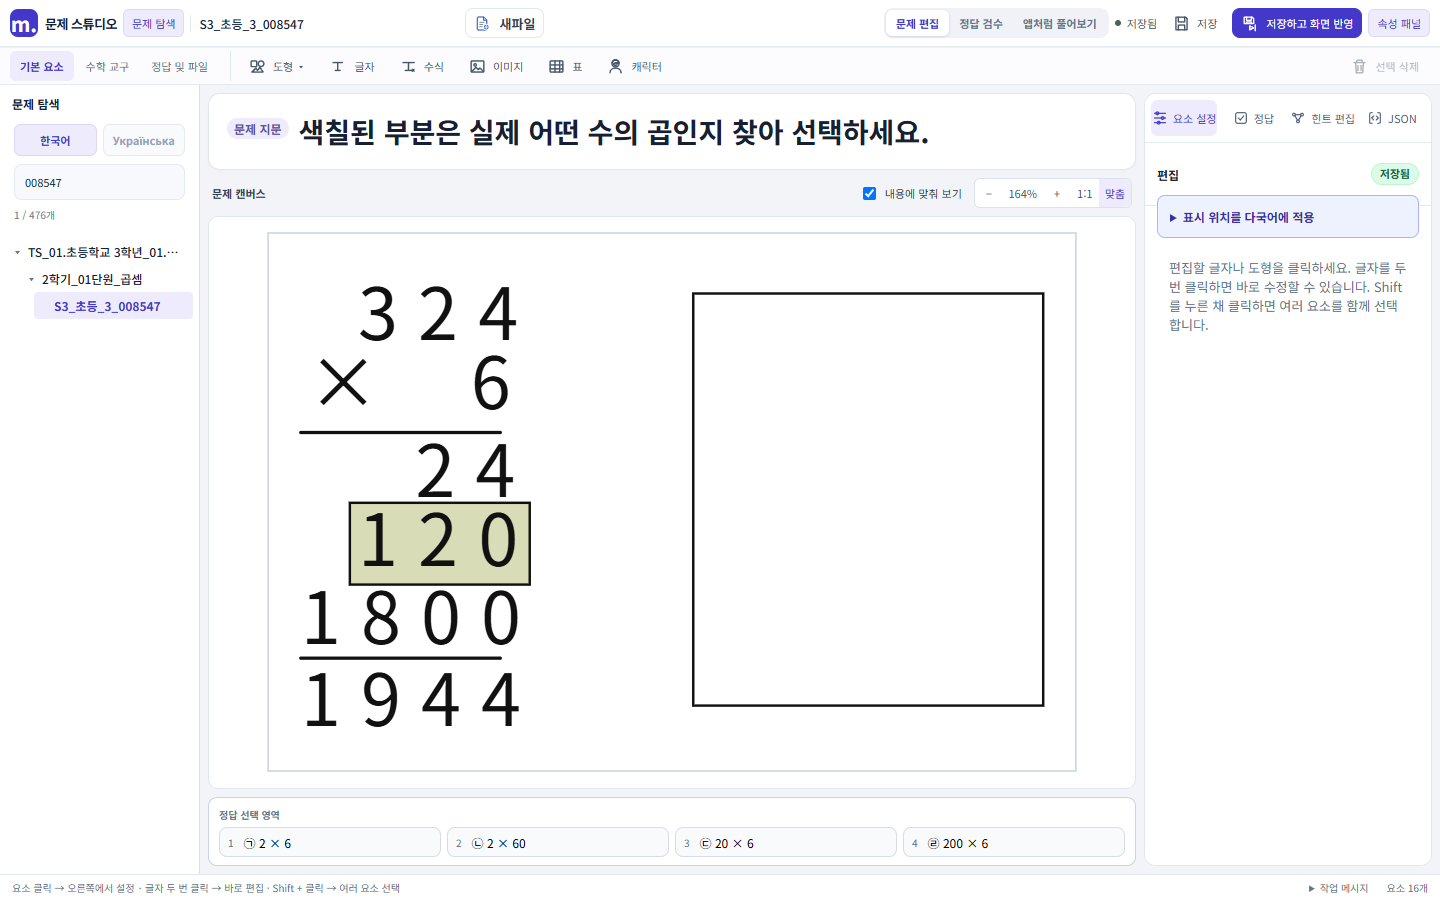 m. 문제 스튜디오 문제 탐색 S3_초등_3_008547 새파일 문제 편집 정답 검수 앱처럼 풀어보기 저장됨 저장 저장하고 화면 반영 속성 패널
기본 요소 수학 교구 정답 및 파일 도형 글자 수식 이미지 표 캐릭터 선택 삭제
문제 탐색
한국어 Українська
008547
1 / 476개
TS_01.초등학교 3학년_01.…
2학기_01단원_곱셈
S3_초등_3_008547
문제 지문 색칠된 부분은 실제 어떤 수의 곱인지 찾아 선택하세요.
문제 캔버스 내용에 맞춰 보기 − 164% + 1:1 맞춤
3 2 4
× 6
2 4
1 2 0
1 8 0 0
1 9 4 4
정답 선택 영역
1 ㉠ 2 × 6
2 ㉡ 2 × 60
3 ㉢ 20 × 6
4 ㉣ 200 × 6
요소 설정 정답 힌트 편집 JSON
편집 저장됨
▶ 표시 위치를 다국어에 적용
편집할 글자나 도형을 클릭하세요. 글자를 두
번 클릭하면 바로 수정할 수 있습니다. Shift
를 누른 채 클릭하면 여러 요소를 함께 선택
합니다.
요소 클릭 → 오른쪽에서 설정 · 글자 두 번 클릭 → 바로 편집 · Shift + 클릭 → 여러 요소 선택 ▶ 작업 메시지 요소 16개